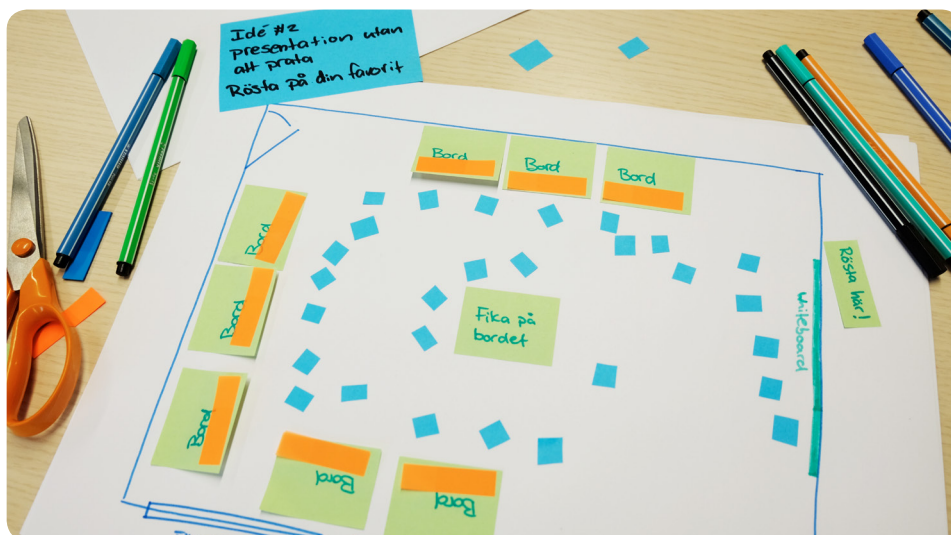 Idé #2
presentation utan
att prata
Rösta på din favorit
Bord
Bord
Bord
Bord
Bord
Bord
Fika på
bordet
Rösta här!
Whiteboard
Bord
Bord